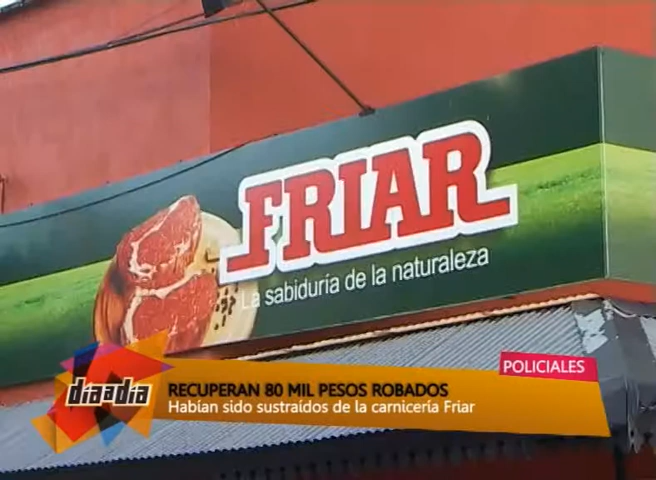 FRIAR
La sabiduría de la naturaleza
POLICIALES
díaadía
RECUPERAN 80 MIL PESOS ROBADOS
Habían sido sustraídos de la carnicería Friar